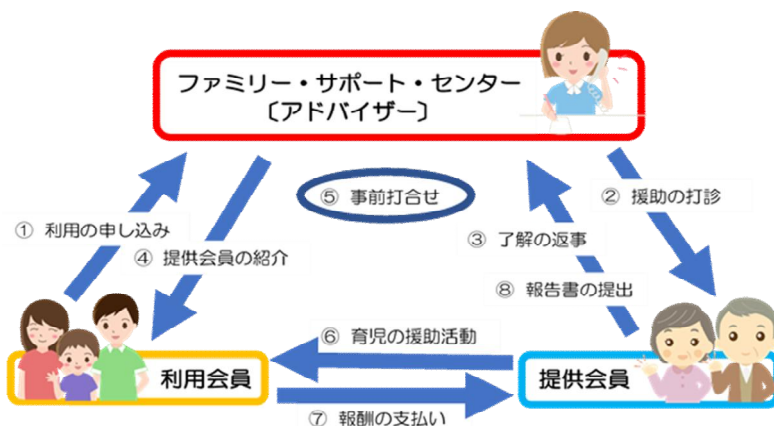 ファミリー・サポート・センター
〔アドバイザー〕
⑤ 事前打合せ
② 援助の打診
① 利用の申し込み
③ 了解の返事
④ 提供会員の紹介
⑧ 報告書の提出
⑥ 育児の援助活動
利用会員
提供会員
⑦ 報酬の支払い